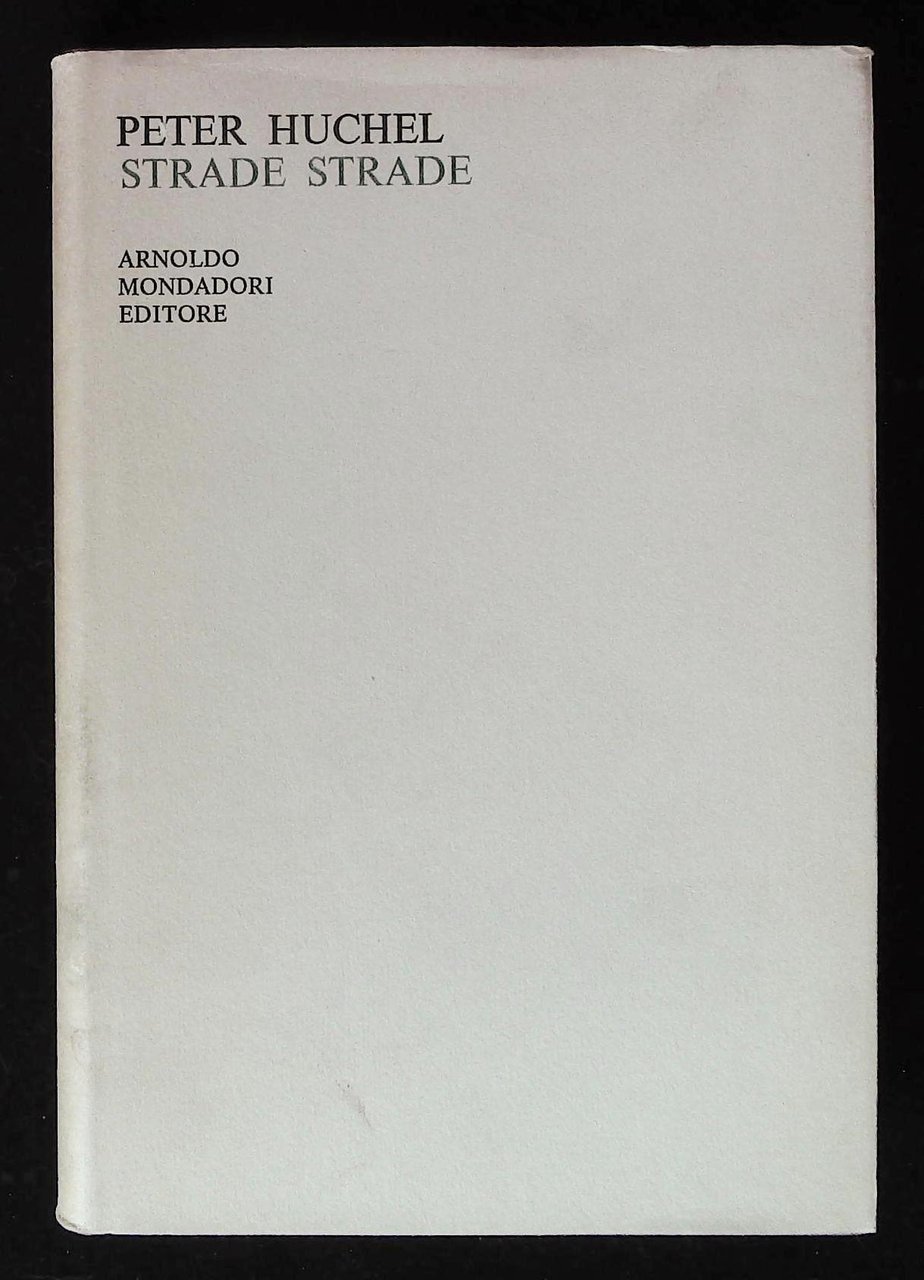 PETER HUCHEL
STRADE STRADE
ARNOLDO
MONDADORI
EDITORE